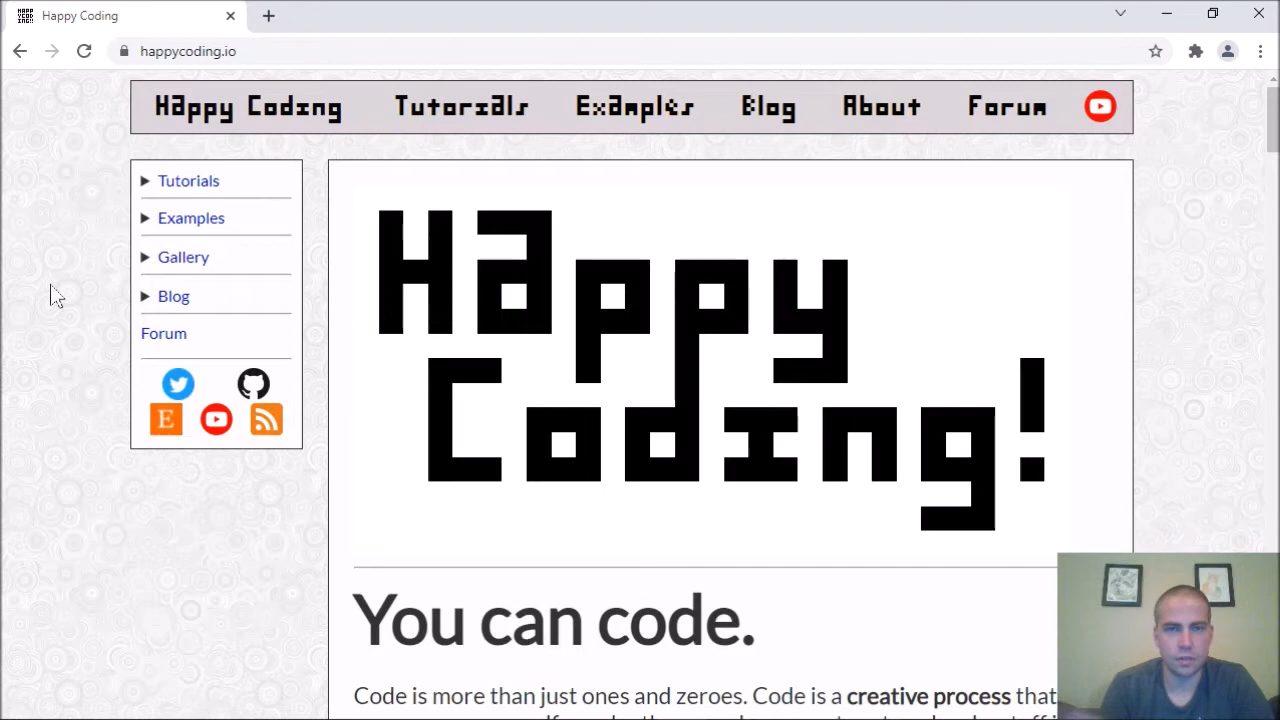 Happy Coding
happycoding.io
Happy Coding Tutorials Examples Blog About Forum
Tutorials
Examples
Gallery
Blog
Forum
E
Happy
Coding!
You can code.
Code is more than just ones and zeroes. Code is a creative process that